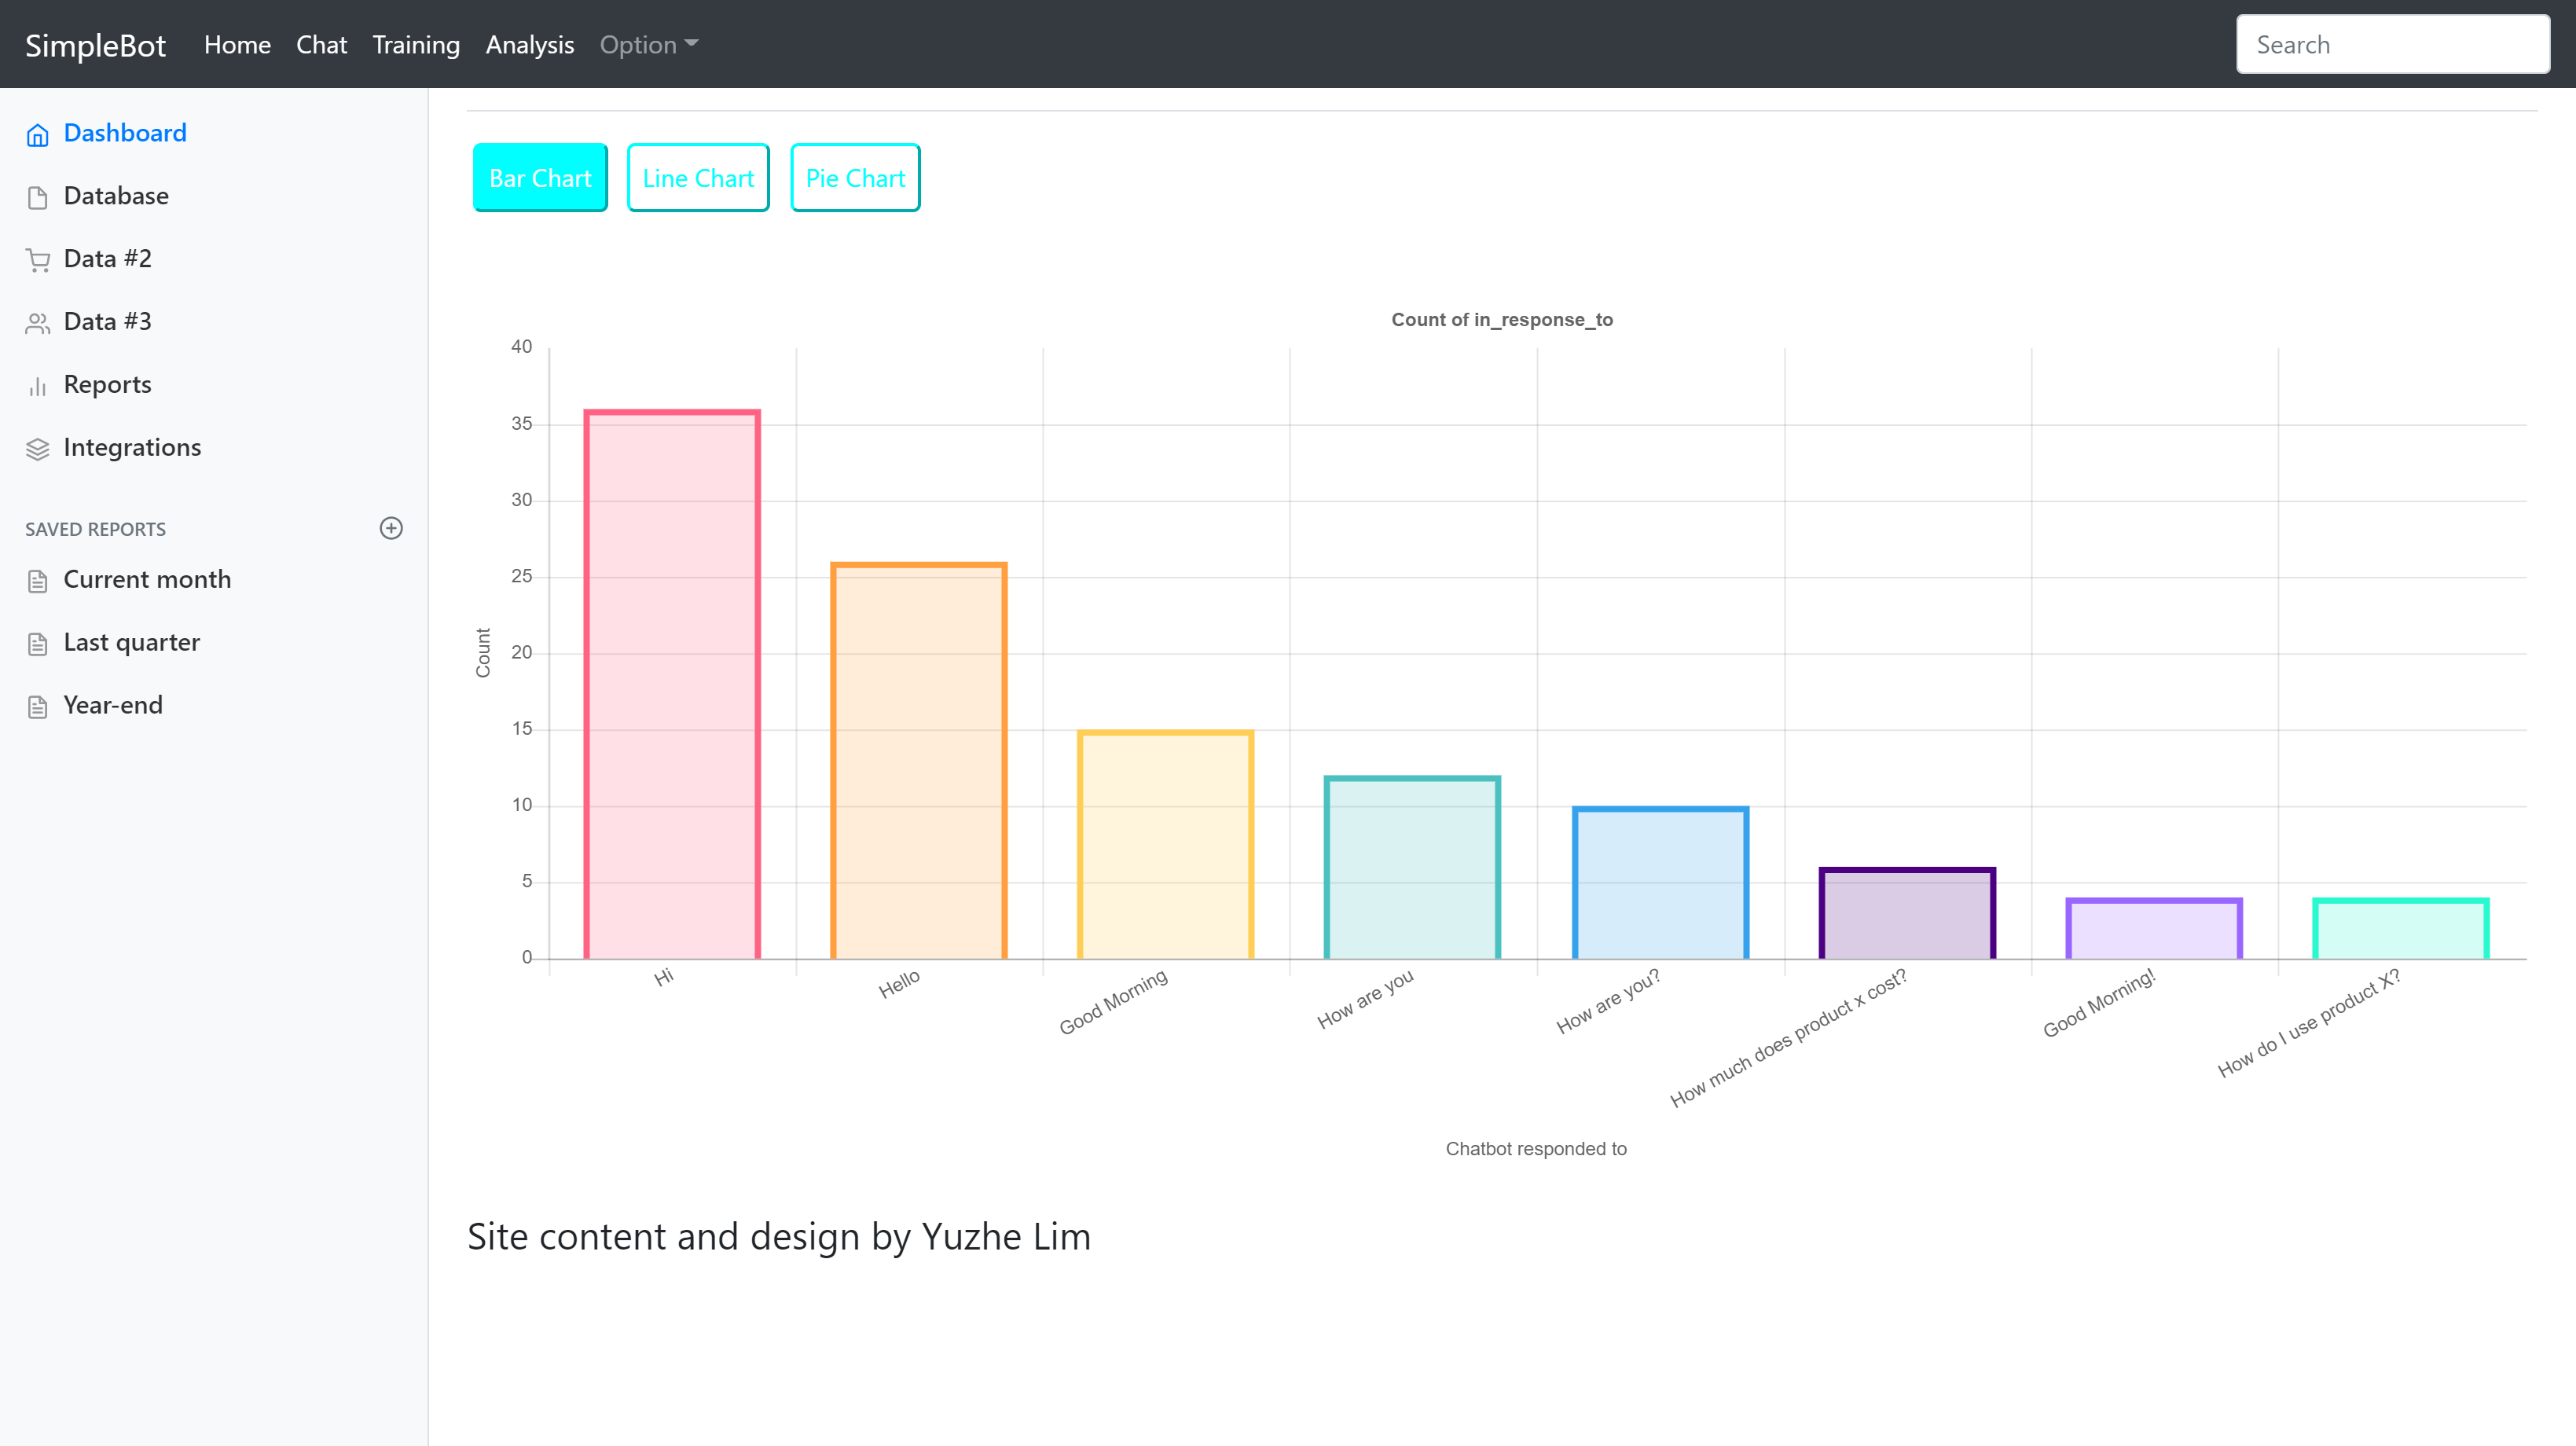 SimpleBot Home Chat Training Analysis Option Search
Dashboard
Database
Data #2
Data #3
Reports
Integrations
SAVED REPORTS
Current month
Last quarter
Year-end
Bar Chart Line Chart Pie Chart
Count of in_response_to
40
35
30
25
20
15
10
5
0
Count
Hi
Hello
Good Morning
How are you
How are you?
How much does product x cost?
Good Morning!
How do I use product X?
Chatbot responded to
Site content and design by Yuzhe Lim